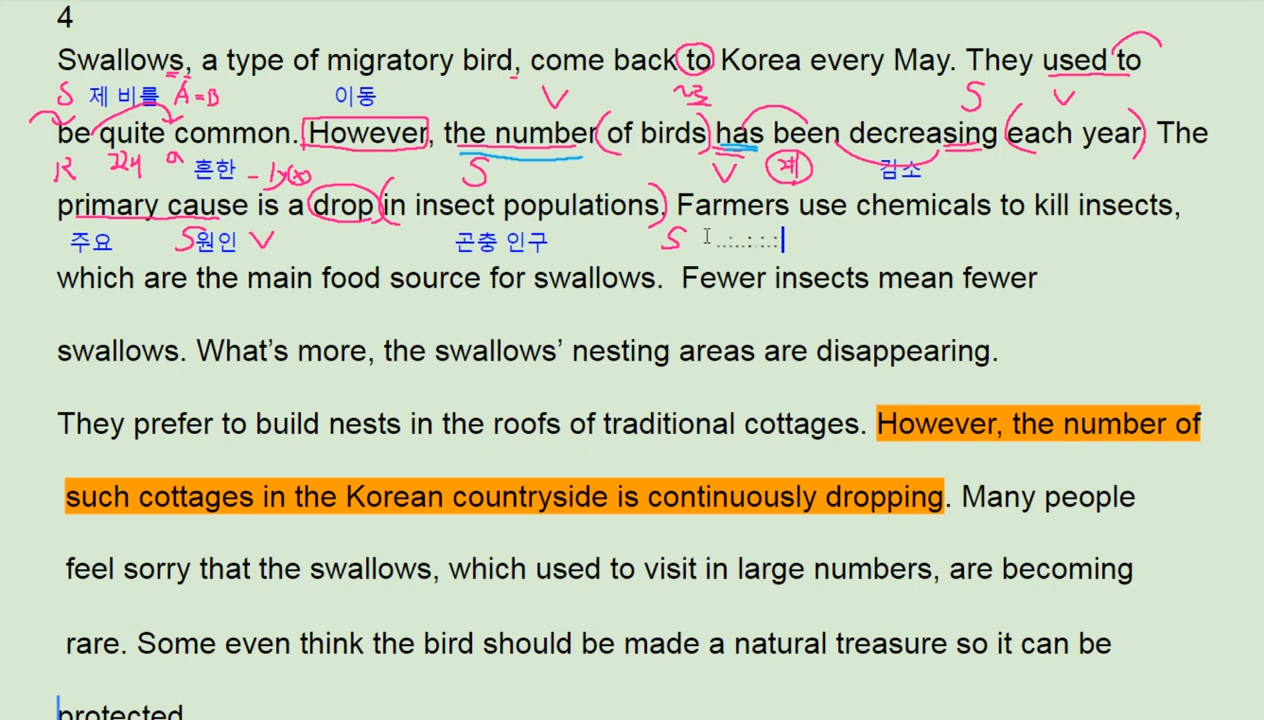 4
Swallows, a type of migratory bird, come back to Korea every May. They used to
S 제 비를 A=B 이동 V S V
be quite common. However, the number of birds has been decreasing each year. The
흔한 S V 계 감소
primary cause is a drop in insect populations. Farmers use chemicals to kill insects,
주요 S 원인 V 곤충 인구 S
which are the main food source for swallows. Fewer insects mean fewer
swallows. What's more, the swallows' nesting areas are disappearing.
They prefer to build nests in the roofs of traditional cottages. However, the number of
such cottages in the Korean countryside is continuously dropping. Many people
feel sorry that the swallows, which used to visit in large numbers, are becoming
rare. Some even think the bird should be made a natural treasure so it can be
protected